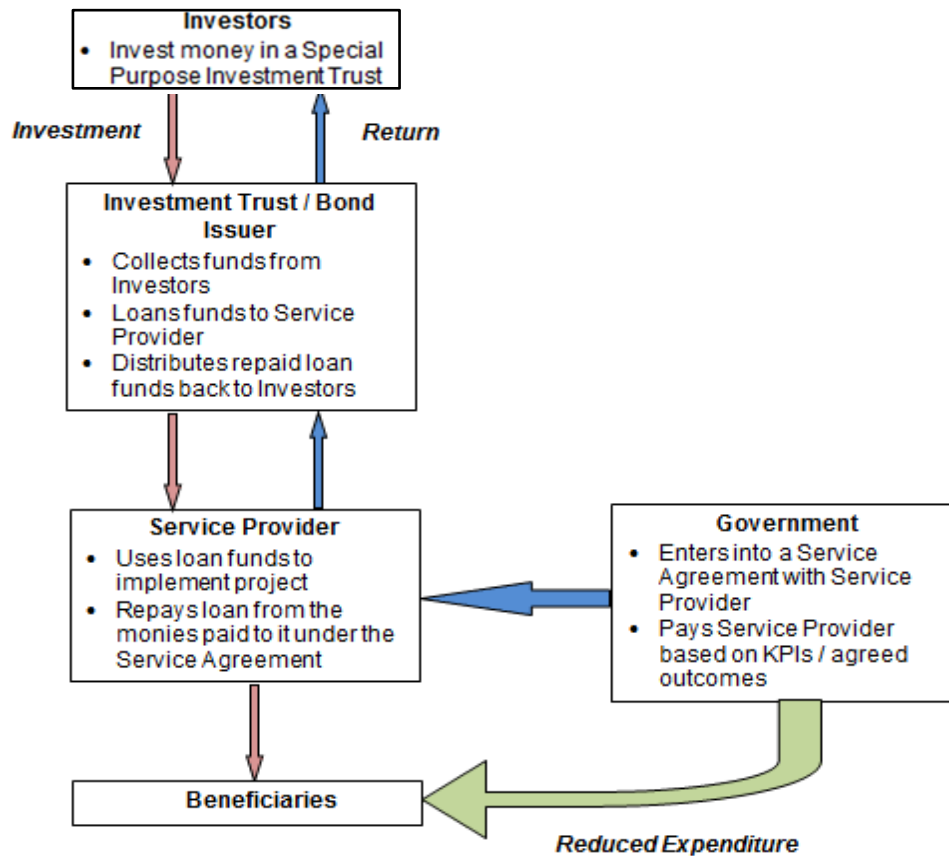 Investors
• Invest money in a Special
Purpose Investment Trust
Investment
Return
Investment Trust / Bond
Issuer
• Collects funds from
Investors
• Loans funds to Service
Provider
• Distributes repaid loan
funds back to Investors
Service Provider
• Uses loan funds to
implement project
• Repays loan from the
monies paid to it under the
Service Agreement
Government
• Enters into a Service
Agreement with Service
Provider
• Pays Service Provider
based on KPIs / agreed
outcomes
Beneficiaries
Reduced Expenditure